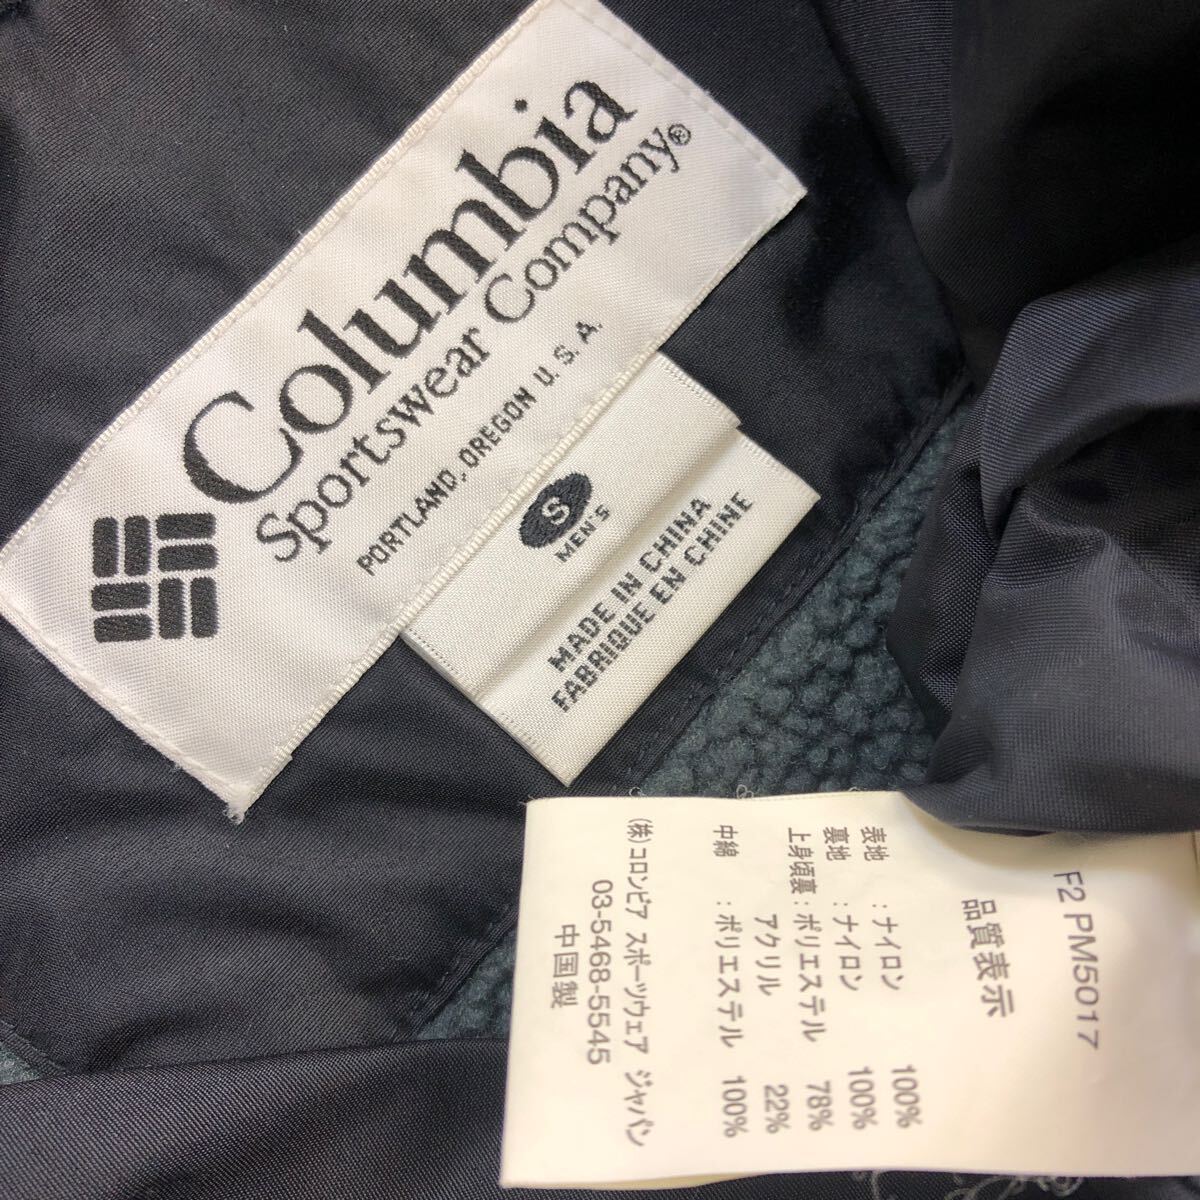 Columbia
Sportswear Company®
PORTLAND, OREGON U.S.A.
S
MEN'S
MADE IN CHINA
FABRIQUE EN CHINE
F2 PM5017
品質表示
表地 : ナイロン 100%
裏地 : ナイロン 100%
上身頃裏 : ポリエステル 78%
アクリル 22%
中綿 : ポリエステル 100%
(株)コロンビア スポーツウェア ジャパン
03-5468-5545
中国製